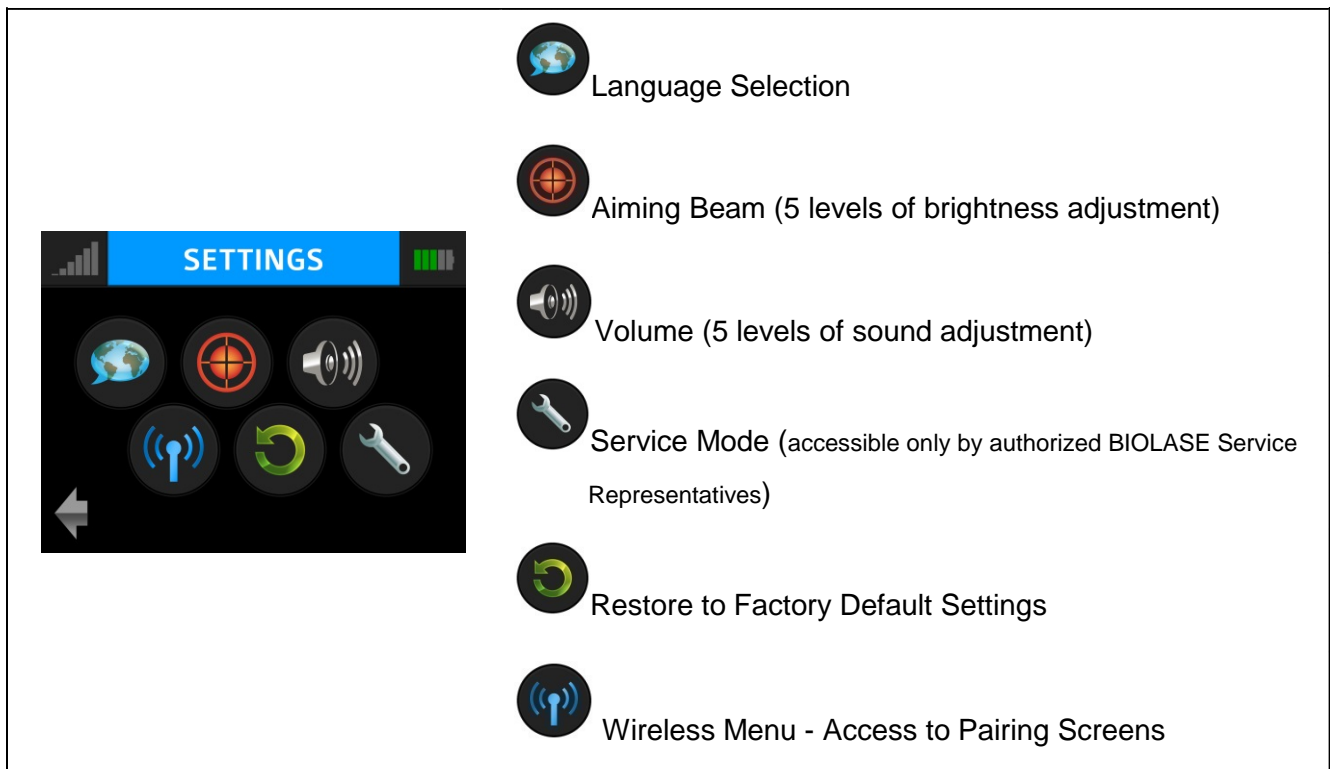 SETTINGS
Language Selection
Aiming Beam (5 levels of brightness adjustment)
Volume (5 levels of sound adjustment)
Service Mode (accessible only by authorized BIOLASE Service
Representatives)
Restore to Factory Default Settings
Wireless Menu - Access to Pairing Screens